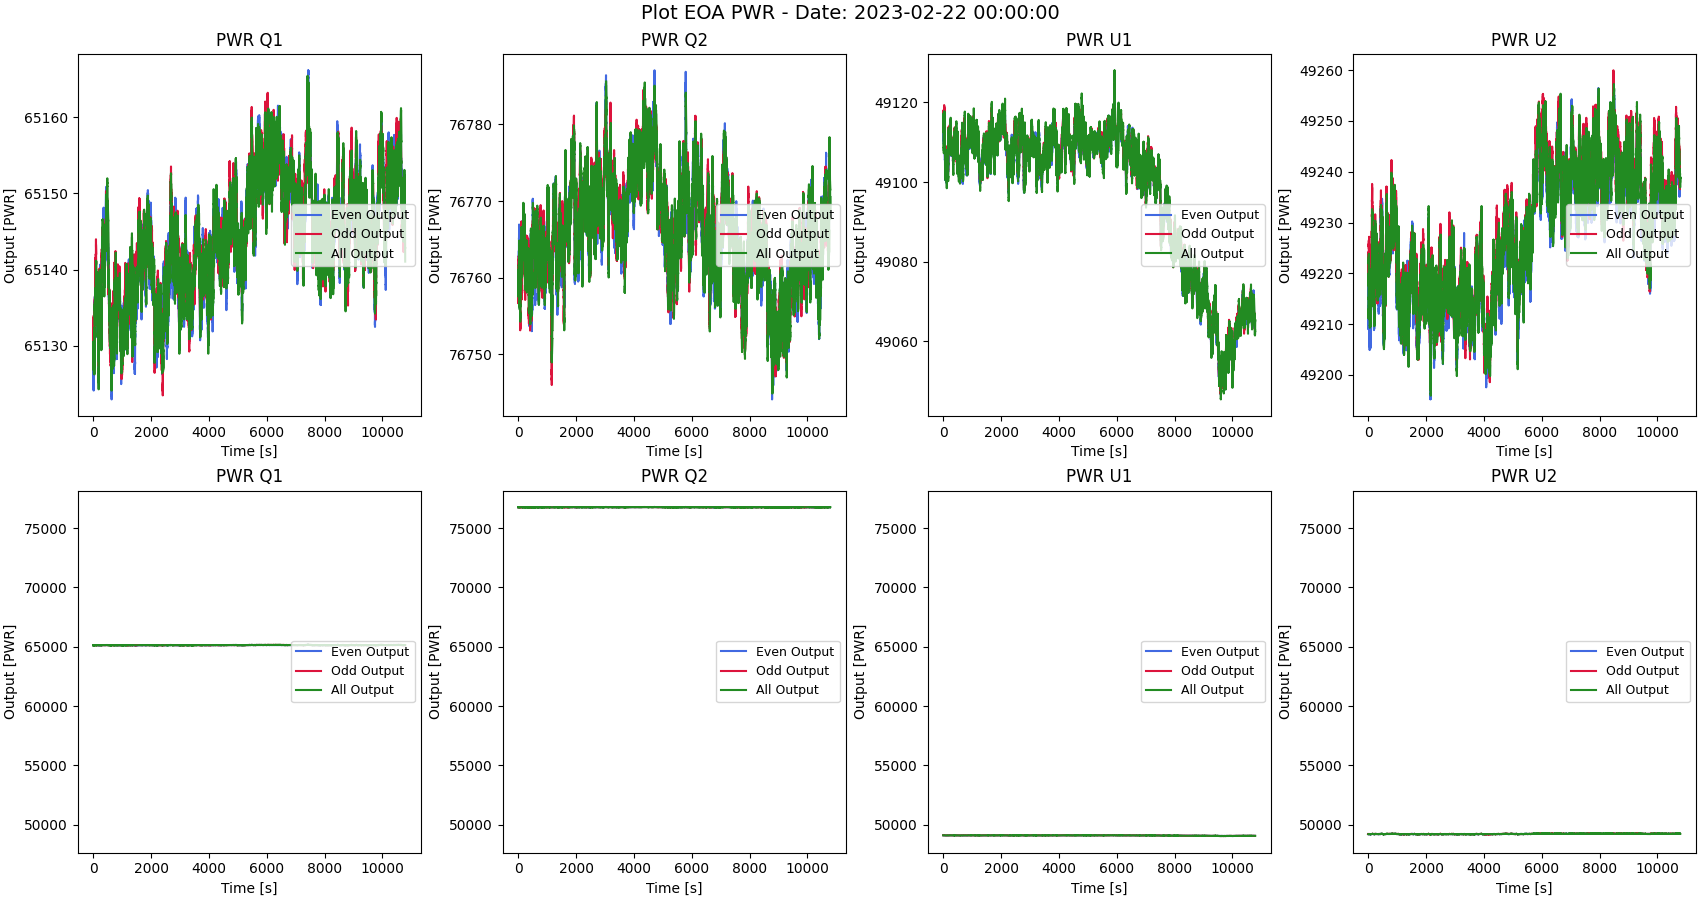 Plot EOA PWR - Date: 2023-02-22 00:00:00
PWR Q1
Output [PWR]
65160
65150
65140
65130
0 2000 4000 6000 8000 10000
Time [s]
Even Output
Odd Output
All Output
PWR Q2
Output [PWR]
76780
76770
76760
76750
0 2000 4000 6000 8000 10000
Time [s]
Even Output
Odd Output
All Output
PWR U1
Output [PWR]
49120
49100
49080
49060
0 2000 4000 6000 8000 10000
Time [s]
Even Output
Odd Output
All Output
PWR U2
Output [PWR]
49260
49250
49240
49230
49220
49210
49200
0 2000 4000 6000 8000 10000
Time [s]
Even Output
Odd Output
All Output
PWR Q1
Output [PWR]
75000
70000
65000
60000
55000
50000
0 2000 4000 6000 8000 10000
Time [s]
Even Output
Odd Output
All Output
PWR Q2
Output [PWR]
75000
70000
65000
60000
55000
50000
0 2000 4000 6000 8000 10000
Time [s]
Even Output
Odd Output
All Output
PWR U1
Output [PWR]
75000
70000
65000
60000
55000
50000
0 2000 4000 6000 8000 10000
Time [s]
Even Output
Odd Output
All Output
PWR U2
Output [PWR]
75000
70000
65000
60000
55000
50000
0 2000 4000 6000 8000 10000
Time [s]
Even Output
Odd Output
All Output